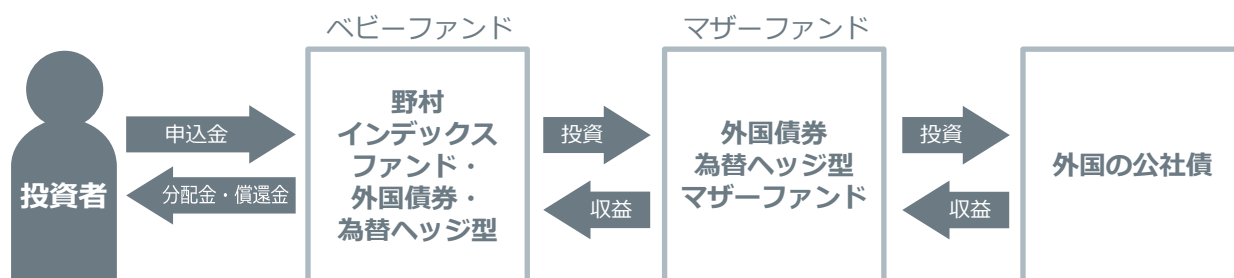 ベビーファンド
マザーファンド
投資者
申込金
分配金・償還金
野村
インデックス
ファンド・
外国債券・
為替ヘッジ型
投資
収益
外国債券
為替ヘッジ型
マザーファンド
投資
収益
外国の公社債